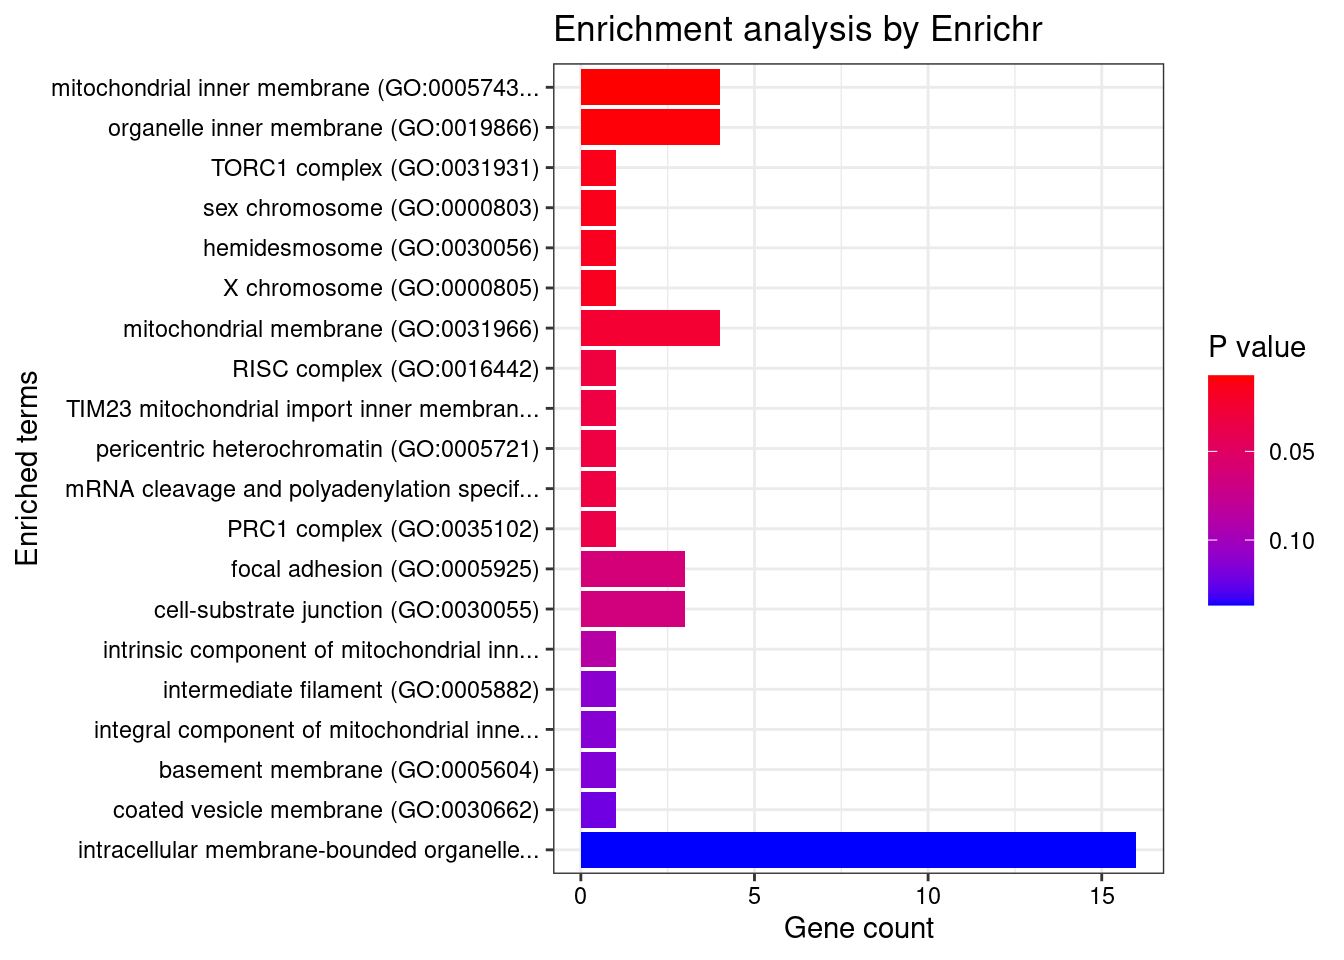 Enrichment analysis by Enrichr
mitochondrial inner membrane (GO:0005743...
organelle inner membrane (GO:0019866)
TORC1 complex (GO:0031931)
sex chromosome (GO:0000803)
hemidesmosome (GO:0030056)
X chromosome (GO:0000805)
mitochondrial membrane (GO:0031966)
RISC complex (GO:0016442)
TIM23 mitochondrial import inner membran...
pericentric heterochromatin (GO:0005721)
mRNA cleavage and polyadenylation specif...
PRC1 complex (GO:0035102)
focal adhesion (GO:0005925)
cell-substrate junction (GO:0030055)
intrinsic component of mitochondrial inn...
intermediate filament (GO:0005882)
integral component of mitochondrial inne...
basement membrane (GO:0005604)
coated vesicle membrane (GO:0030662)
intracellular membrane-bounded organelle...
Enriched terms
0 5 10 15
Gene count
P value
0.05
0.10